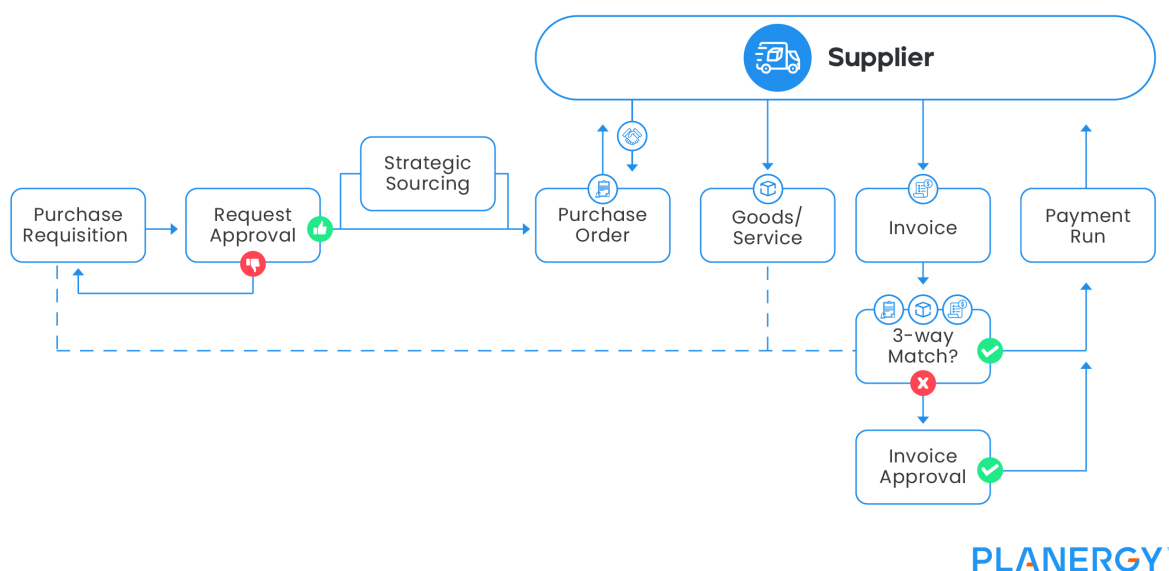 Supplier
Strategic
Sourcing
Purchase
Requisition
Request
Approval
Purchase
Order
Goods/
Service
Invoice
Payment
Run
3-way
Match?
Invoice
Approval
PLANERGY